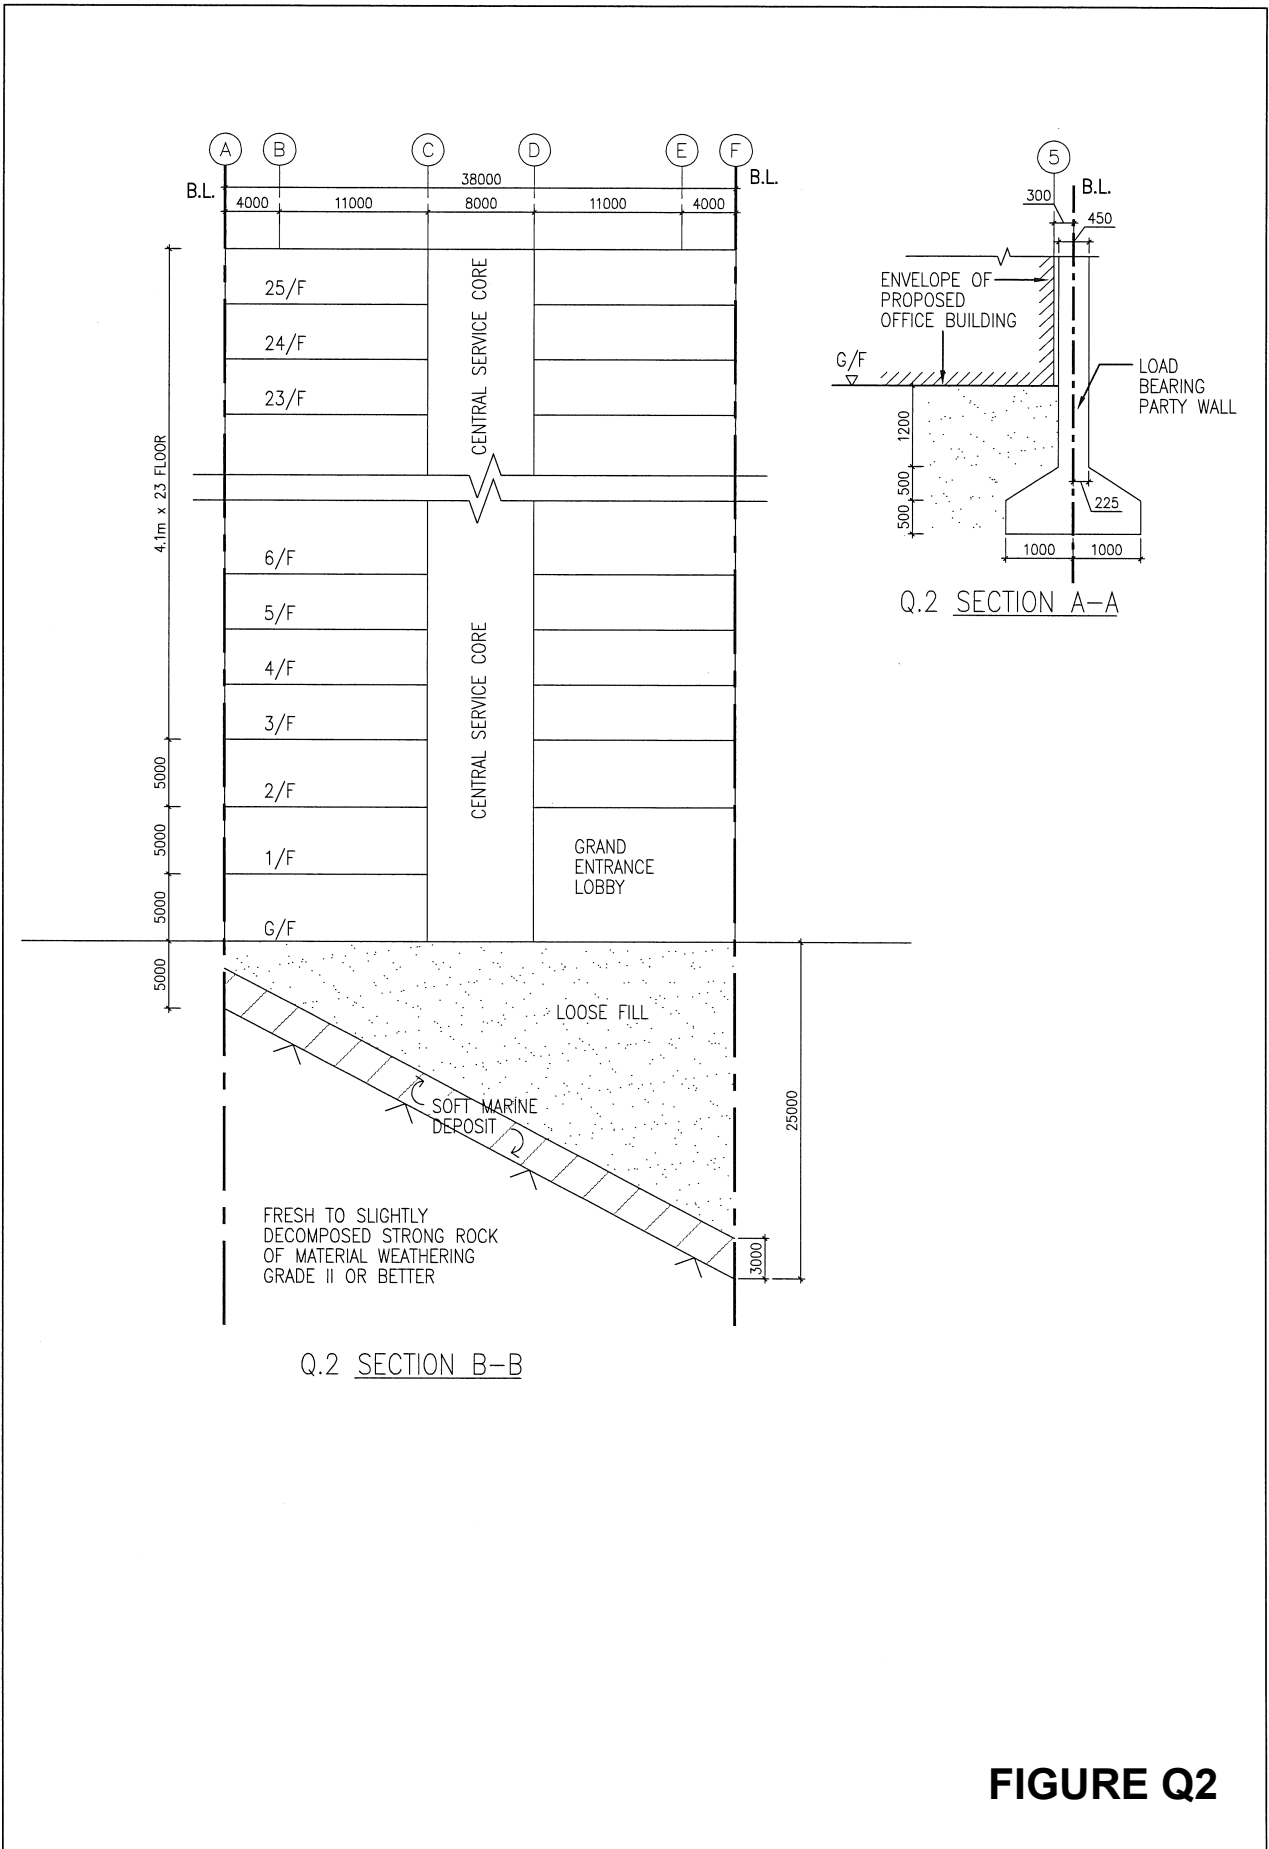 A B C D E F
B.L. 38000 B.L.
4000 11000 8000 11000 4000
25/F
24/F
23/F
CENTRAL SERVICE CORE
4.1m x 23 FLOOR
6/F
5/F
4/F
3/F
2/F
1/F
G/F
CENTRAL SERVICE CORE
5000
5000
5000
5000
GRAND
ENTRANCE
LOBBY
LOOSE FILL
SOFT MARINE
DEPOSIT
25000
3000
FRESH TO SLIGHTLY
DECOMPOSED STRONG ROCK
OF MATERIAL WEATHERING
GRADE II OR BETTER
Q.2 SECTION B-B
5
B.L.
300
450
ENVELOPE OF
PROPOSED
OFFICE BUILDING
G/F
LOAD
BEARING
PARTY WALL
1200
500
500
225
1000 1000
Q.2 SECTION A-A
FIGURE Q2